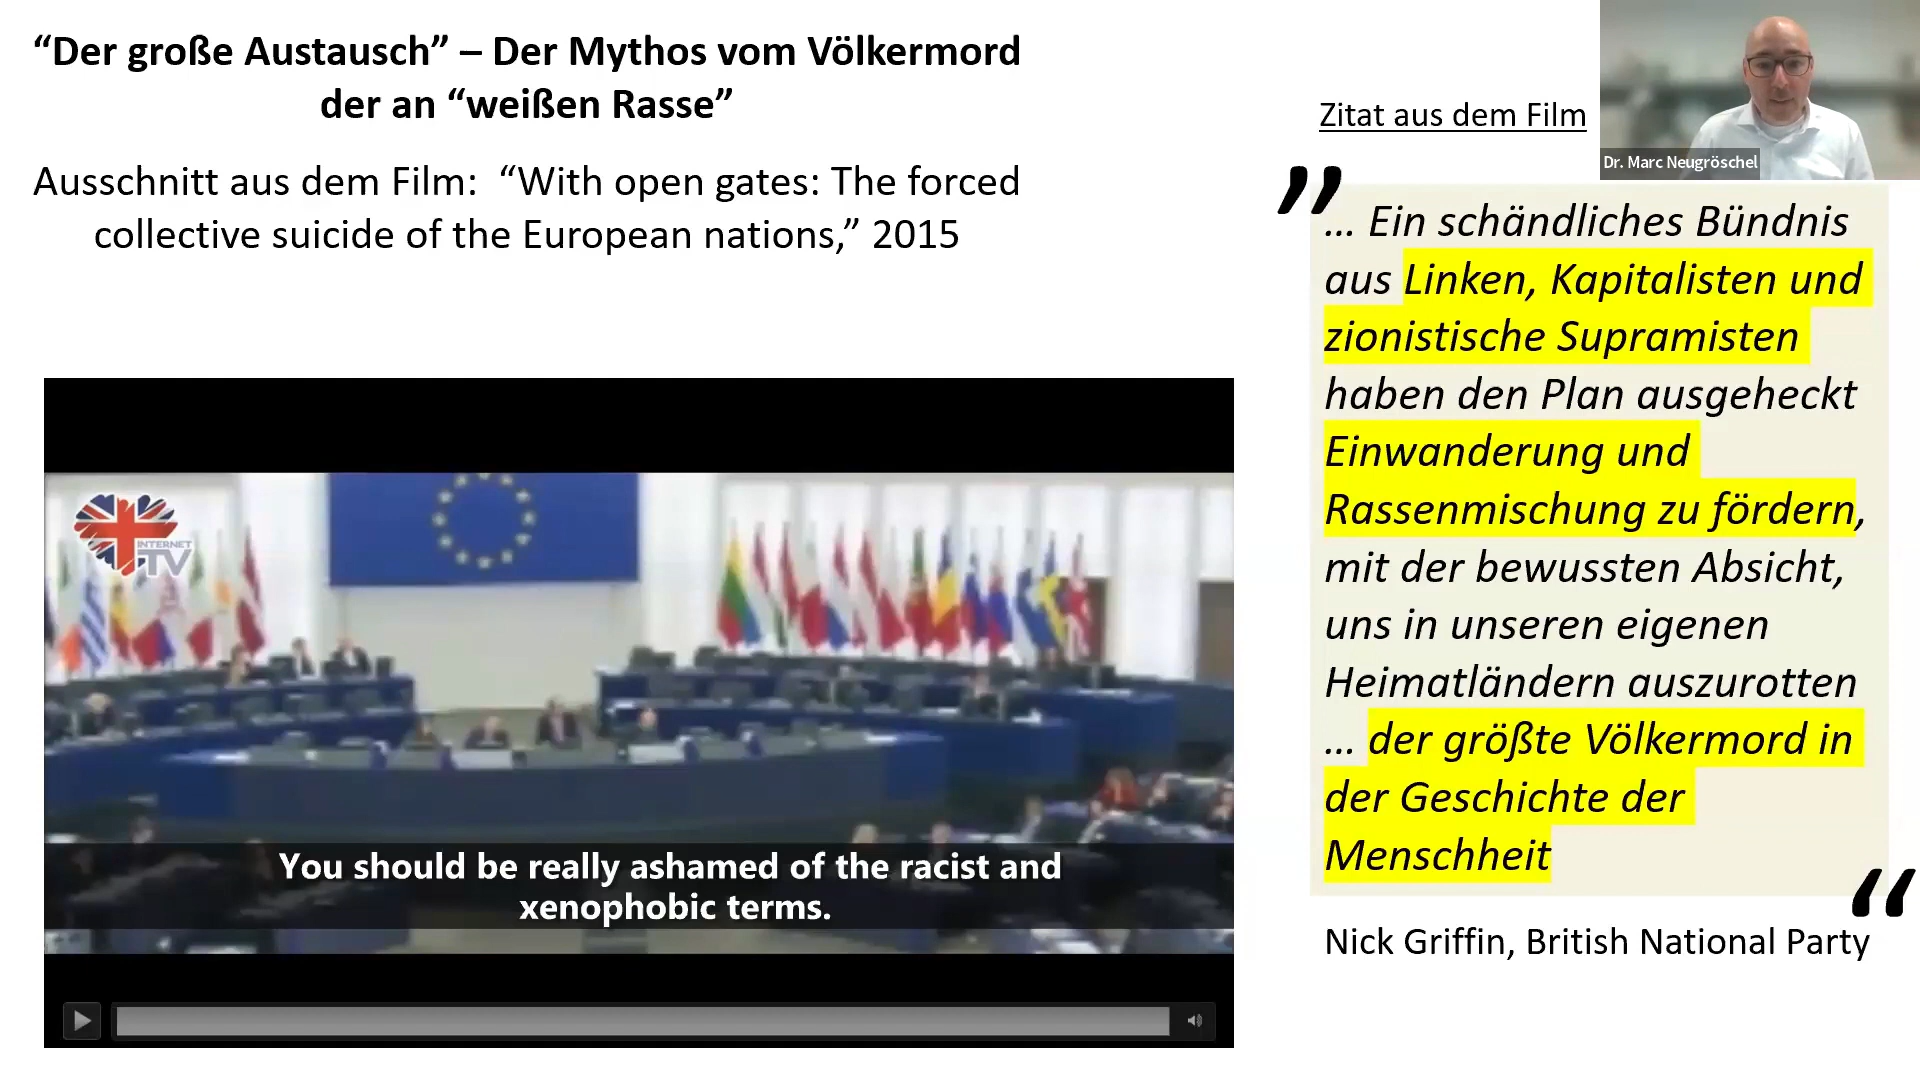 “Der große Austausch” – Der Mythos vom Völkermord
der an “weißen Rasse”
Ausschnitt aus dem Film: “With open gates: The forced
collective suicide of the European nations,” 2015
INTERNET
TV
You should be really ashamed of the racist and
xenophobic terms.
Zitat aus dem Film
Dr. Marc Neugröschel
”
… Ein schändliches Bündnis
aus Linken, Kapitalisten und
zionistische Supramisten
haben den Plan ausgeheckt
Einwanderung und
Rassenmischung zu fördern,
mit der bewussten Absicht,
uns in unseren eigenen
Heimatländern auszurotten
… der größte Völkermord in
der Geschichte der
Menschheit
“
Nick Griffin, British National Party